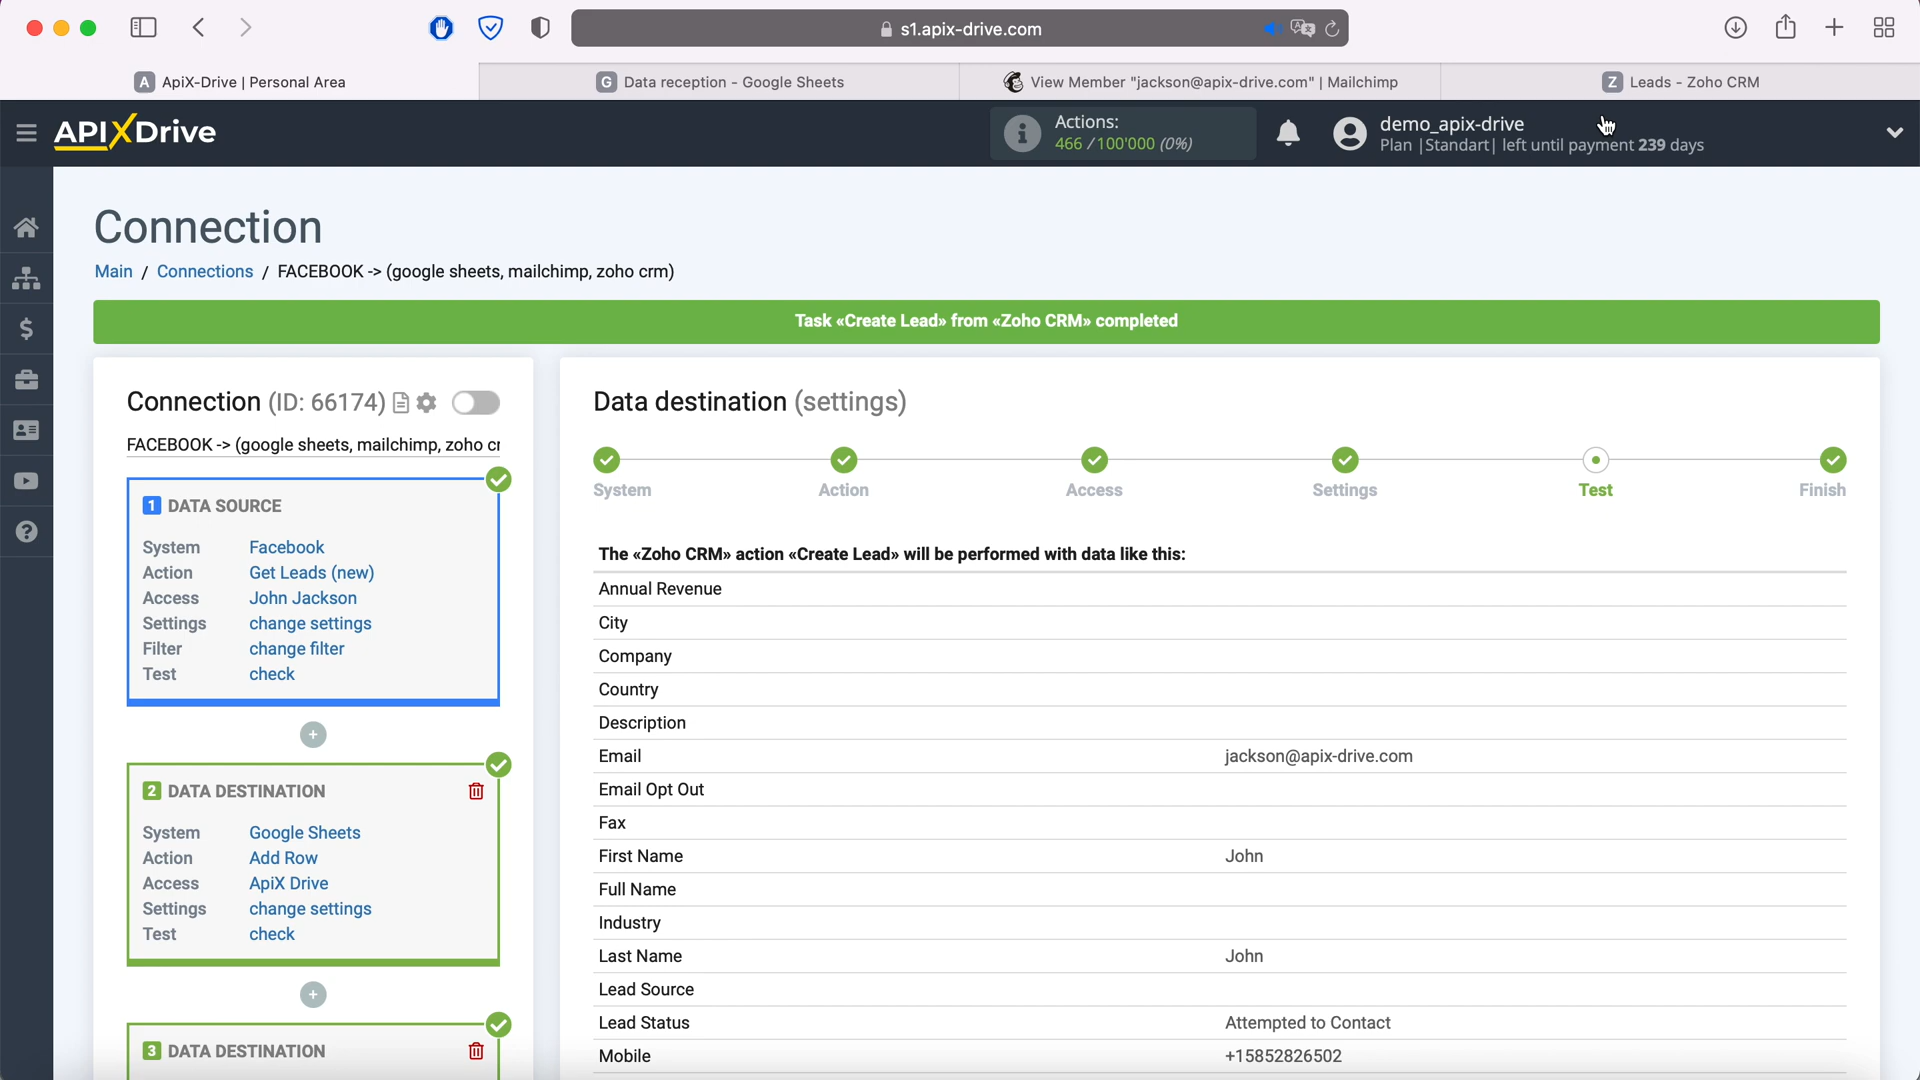 s1.apix-drive.com
A ApiX-Drive | Personal Area
G Data reception - Google Sheets
View Member "jackson@apix-drive.com" | Mailchimp
Z Leads - Zoho CRM
APIXDrive
Actions:
466 / 100'000 (0%)
demo_apix-drive
Plan |Standart| left until payment 239 days
Connection
Main / Connections / FACEBOOK -> (google sheets, mailchimp, zoho crm)
Task «Create Lead» from «Zoho CRM» completed
Connection (ID: 66174)
FACEBOOK -> (google sheets, mailchimp, zoho cr
1 DATA SOURCE
System Facebook
Action Get Leads (new)
Access John Jackson
Settings change settings
Filter change filter
Test check
2 DATA DESTINATION
System Google Sheets
Action Add Row
Access ApiX Drive
Settings change settings
Test check
3 DATA DESTINATION
Data destination (settings)
System Action Access Settings Test Finish
The «Zoho CRM» action «Create Lead» will be performed with data like this:
Annual Revenue
City
Company
Country
Description
Email jackson@apix-drive.com
Email Opt Out
Fax
First Name John
Full Name
Industry
Last Name John
Lead Source
Lead Status Attempted to Contact
Mobile +15852826502